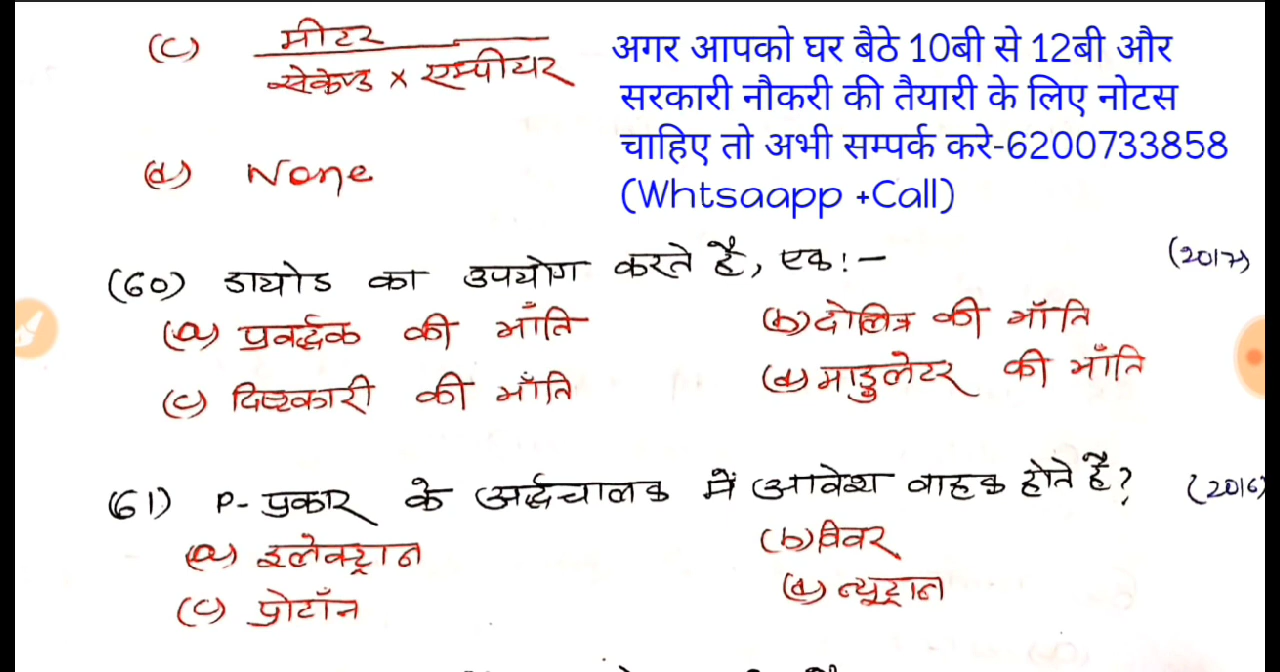 (c) मीटर
सेकेण्ड × एम्पीयर
अगर आपको घर बैठे 10बी से 12बी और
सरकारी नौकरी की तैयारी के लिए नोटस
चाहिए तो अभी सम्पर्क करे-6200733858
(Whtsaapp +Call)
(d) None
(60) डायोड का उपयोग करते हैं, एक :- (2017)
(a) प्रवर्द्धक की भाँति (b) दोलित्र की भाँति
(c) दिष्टकारी की भाँति (d) माडुलेटर की भाँति
(61) P- प्रकार के अर्द्धचालक में आवेश वाहक होते हैं? (2016)
(a) इलेक्ट्रान (b) विवर
(c) प्रोटॉन (d) न्यूट्रान